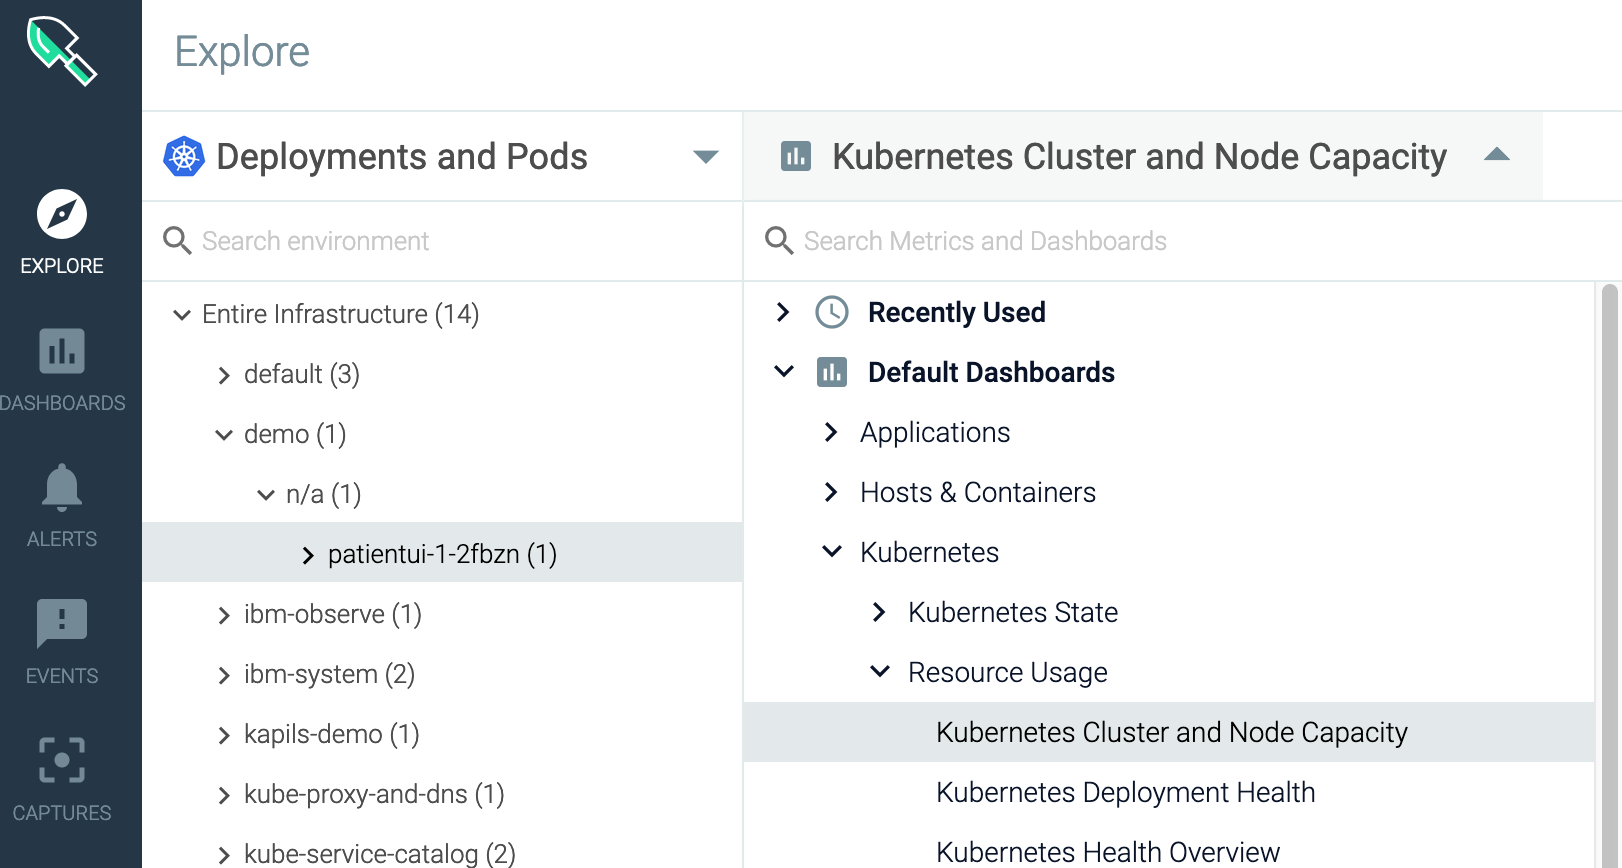 Explore
Deployments and Pods
Kubernetes Cluster and Node Capacity
Search environment
Search Metrics and Dashboards
EXPLORE
DASHBOARDS
ALERTS
EVENTS
CAPTURES
Entire Infrastructure (14)
default (3)
demo (1)
n/a (1)
patientui-1-2fbzn (1)
ibm-observe (1)
ibm-system (2)
kapils-demo (1)
kube-proxy-and-dns (1)
kube-service-catalog (2)
Recently Used
Default Dashboards
Applications
Hosts & Containers
Kubernetes
Kubernetes State
Resource Usage
Kubernetes Cluster and Node Capacity
Kubernetes Deployment Health
Kubernetes Health Overview